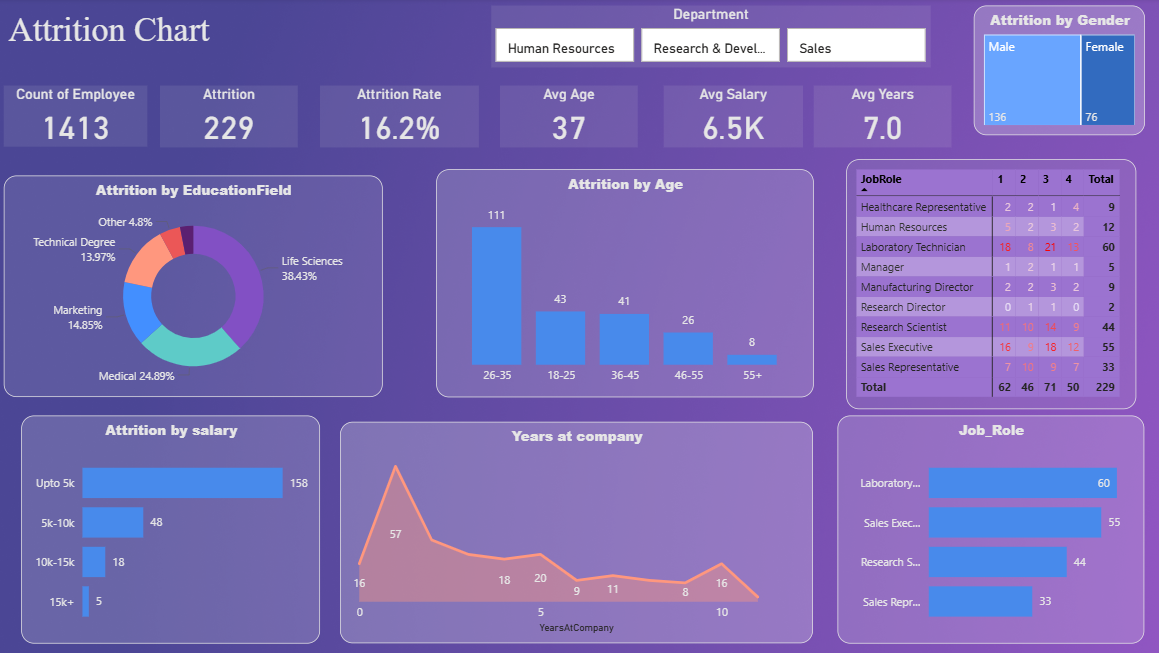 Attrition Chart
Department
Human Resources
Research & Devel...
Sales
Attrition by Gender
Male
Female
136
76
Count of Employee
1413
Attrition
229
Attrition Rate
16.2%
Avg Age
37
Avg Salary
6.5K
Avg Years
7.0
Attrition by EducationField
Other 4.8%
Technical Degree
13.97%
Marketing
14.85%
Medical 24.89%
Life Sciences
38.43%
Attrition by Age
111
43
41
26
8
26-35
18-25
36-45
46-55
55+
JobRole 1 2 3 4 Total
Healthcare Representative 2 2 1 4 9
Human Resources 5 2 3 2 12
Laboratory Technician 18 8 21 60
Manager 1 2 1 1 5
Manufacturing Director 2 2 3 2 9
Research Director 0 1 1 0 2
Research Scientist 11 10 14 9 44
Sales Executive 16 9 18 12 55
Sales Representative 7 10 9 7 33
Total 62 46 71 50 229
Attrition by salary
Upto 5k 158
5k-10k 48
10k-15k 18
15k+ 5
Years at company
57
16
18
20
9
11
8
16
0
5
10
YearsAtCompany
Job_Role
Laboratory... 60
Sales Exec... 55
Research S... 44
Sales Repr... 33